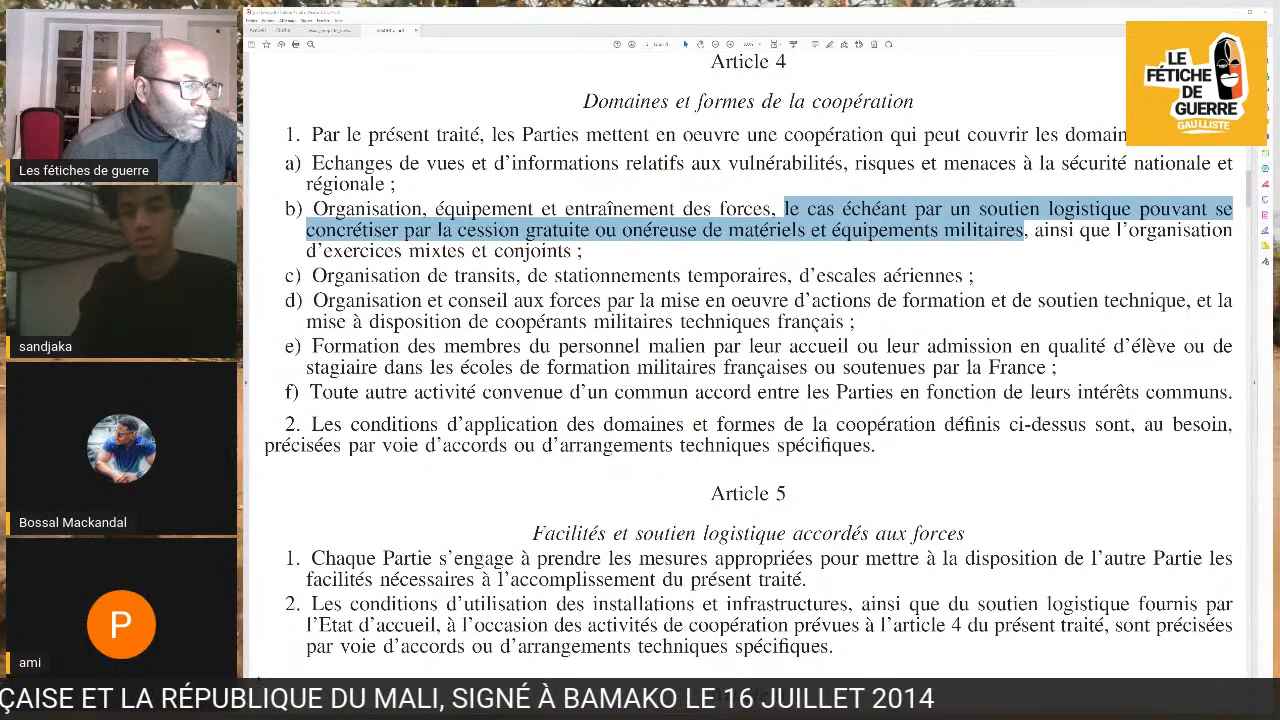 Article 4
LE
FÉTICHE
DE
GUERRE
GAULLISTE
Domaines et formes de la coopération
1. Par le présent traité, les Parties mettent en oeuvre une coopération qui peut couvrir les domain
a) Echanges de vues et d'informations relatifs aux vulnérabilités, risques et menaces à la sécurité nationale et
régionale ;
b) Organisation, équipement et entraînement des forces, le cas échéant par un soutien logistique pouvant se
concrétiser par la cession gratuite ou onéreuse de matériels et équipements militaires, ainsi que l'organisation
d'exercices mixtes et conjoints ;
c) Organisation de transits, de stationnements temporaires, d'escales aériennes ;
d) Organisation et conseil aux forces par la mise en oeuvre d'actions de formation et de soutien technique, et la
mise à disposition de coopérants militaires techniques français ;
e) Formation des membres du personnel malien par leur accueil ou leur admission en qualité d'élève ou de
stagiaire dans les écoles de formation militaires françaises ou soutenues par la France ;
f) Toute autre activité convenue d'un commun accord entre les Parties en fonction de leurs intérêts communs.
2. Les conditions d'application des domaines et formes de la coopération définis ci-dessus sont, au besoin,
précisées par voie d'accords ou d'arrangements techniques spécifiques.
Article 5
Facilités et soutien logistique accordés aux forces
1. Chaque Partie s'engage à prendre les mesures appropriées pour mettre à la disposition de l'autre Partie les
facilités nécessaires à l'accomplissement du présent traité.
2. Les conditions d'utilisation des installations et infrastructures, ainsi que du soutien logistique fournis par
l'Etat d'accueil, à l'occasion des activités de coopération prévues à l'article 4 du présent traité, sont précisées
par voie d'accords ou d'arrangements techniques spécifiques.
Les fétiches de guerre
sandjaka
Bossal Mackandal
P
ami
ÇAISE ET LA RÉPUBLIQUE DU MALI, SIGNÉ À BAMAKO LE 16 JUILLET 2014